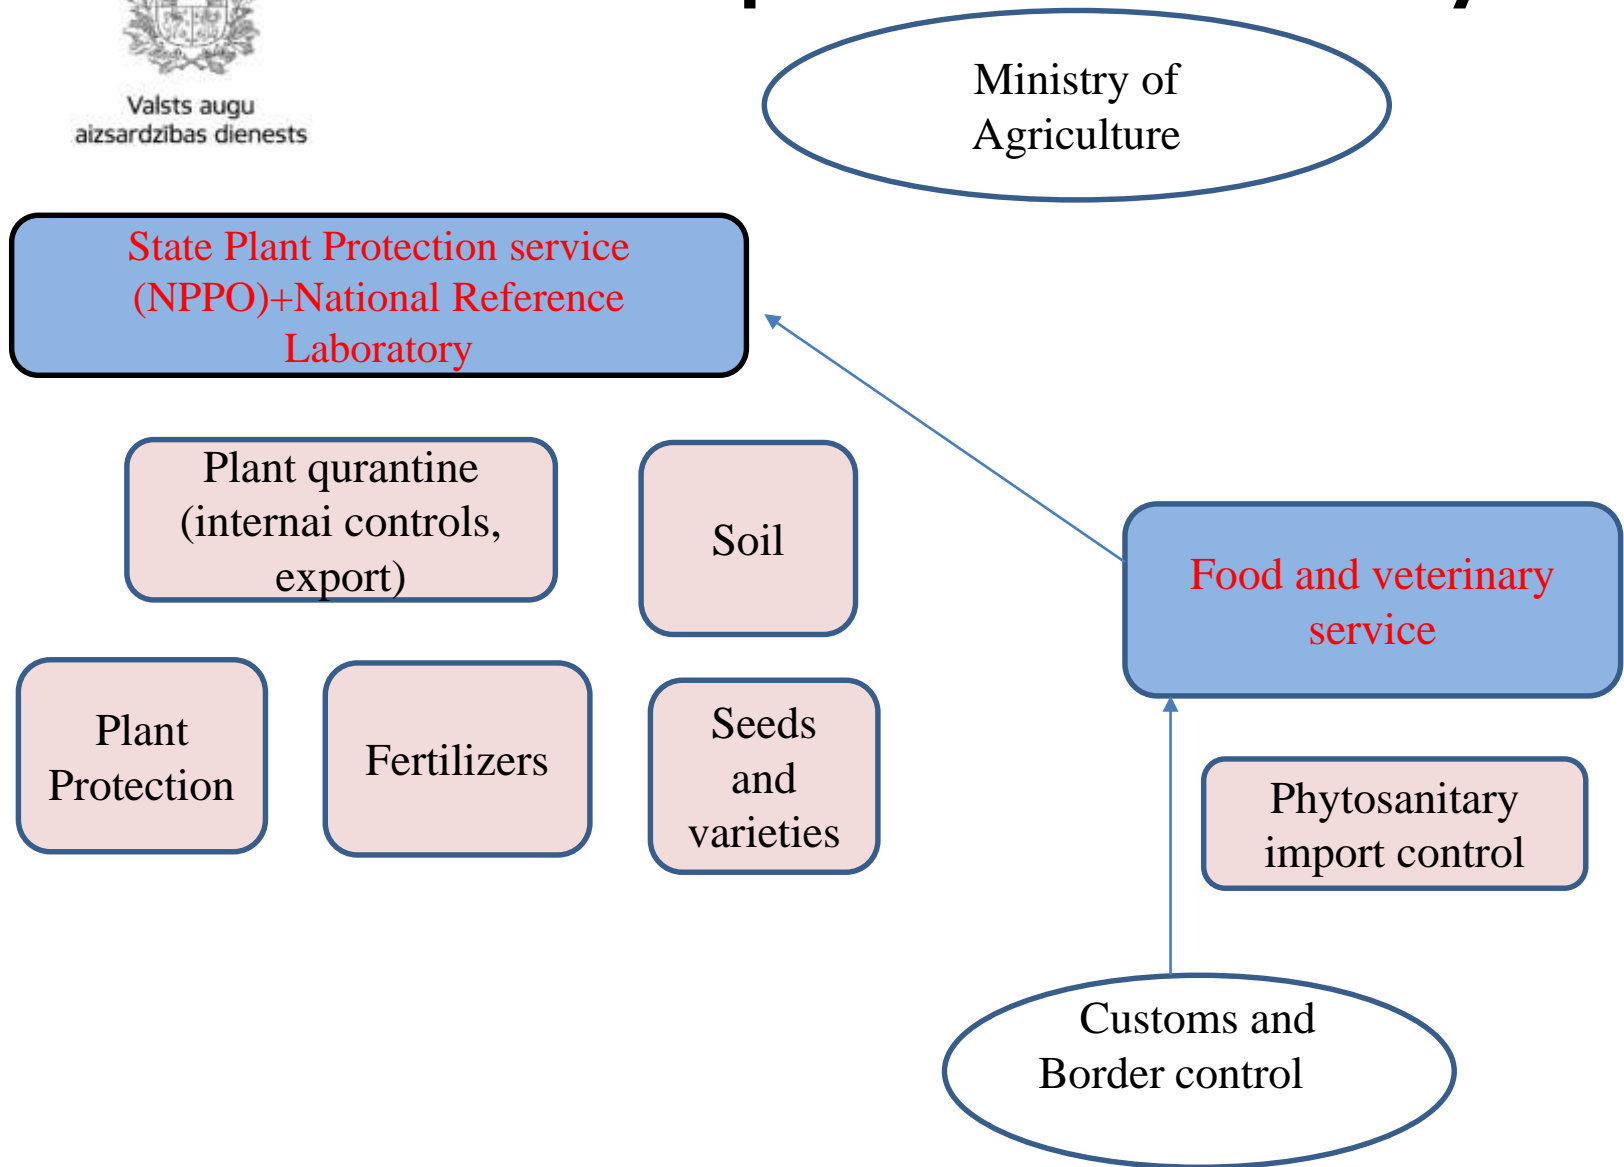 Valsts augu
aizsardzības dienests
Ministry of
Agriculture
State Plant Protection service
(NPPO)+National Reference
Laboratory
Plant qurantine
(internai controls,
export)
Soil
Food and veterinary
service
Plant
Protection
Fertilizers
Seeds
and
varieties
Phytosanitary
import control
Customs and
Border control